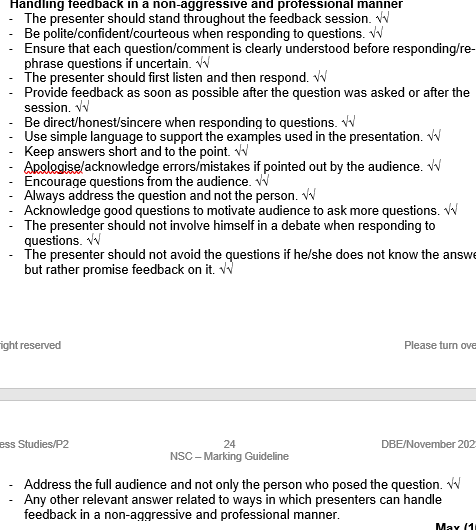 Handling feedback in a non-aggressive and professional manner
- The presenter should stand throughout the feedback session. √√
- Be polite/confident/courteous when responding to questions. √√
- Ensure that each question/comment is clearly understood before responding/re-
phrase questions if uncertain. √√
- The presenter should first listen and then respond. √√
- Provide feedback as soon as possible after the question was asked or after the
session. √√
- Be direct/honest/sincere when responding to questions. √√
- Use simple language to support the examples used in the presentation. √√
- Keep answers short and to the point. √√
- Apologise/acknowledge errors/mistakes if pointed out by the audience. √√
- Encourage questions from the audience. √√
- Always address the question and not the person. √√
- Acknowledge good questions to motivate audience to ask more questions. √√
- The presenter should not involve himself in a debate when responding to
questions. √√
- The presenter should not avoid the questions if he/she does not know the answe
but rather promise feedback on it. √√
right reserved Please turn ove
ess Studies/P2 24 DBE/November 202
NSC – Marking Guideline
- Address the full audience and not only the person who posed the question. √√
- Any other relevant answer related to ways in which presenters can handle
feedback in a non-aggressive and professional manner.
Max (1